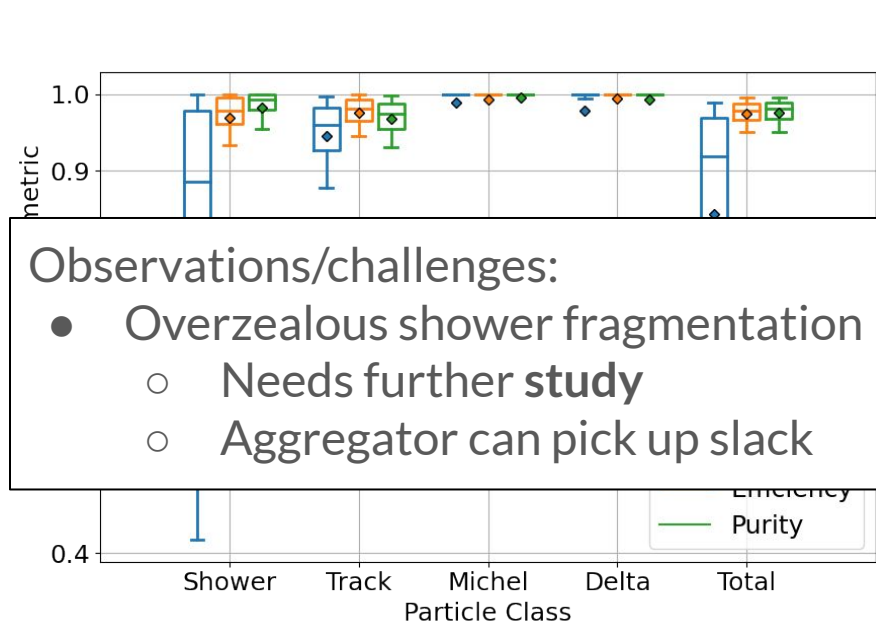 1.0
0.9
metric
Observations/challenges:
● Overzealous shower fragmentation
○ Needs further study
○ Aggregator can pick up slack
Efficiency
Purity
0.4
Shower Track Michel Delta Total
Particle Class